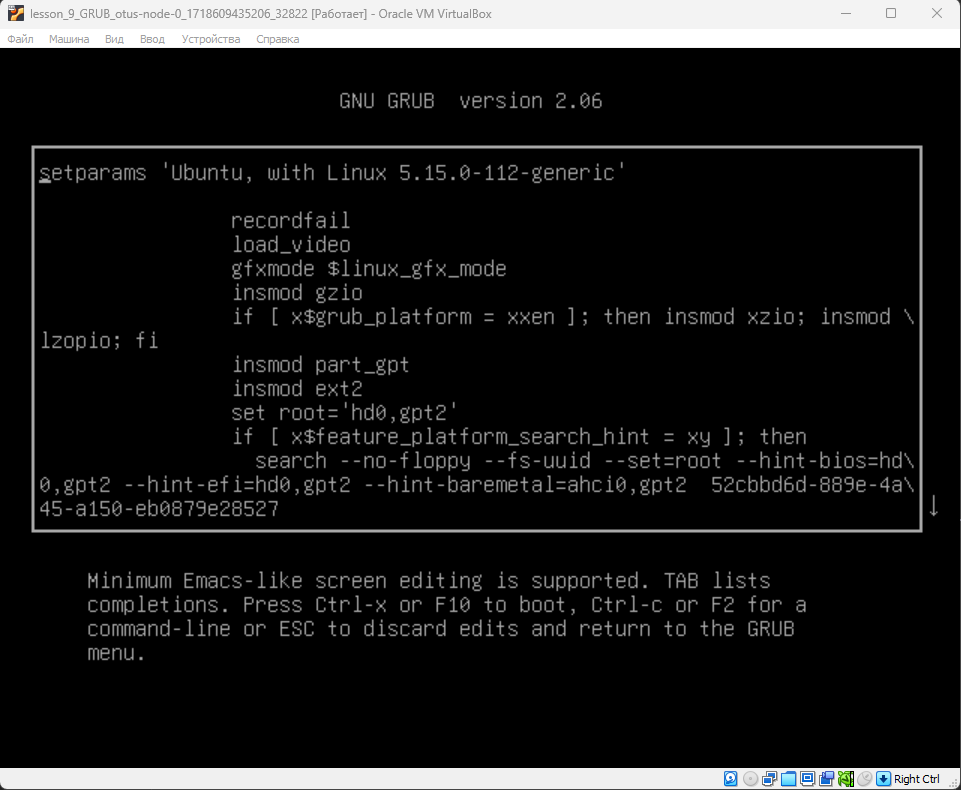 lesson_9_GRUB_otus-node-0_1718609435206_32822 [Работает] - Oracle VM VirtualBox
Файл Машина Вид Ввод Устройства Справка
GNU GRUB version 2.06
setparams 'Ubuntu, with Linux 5.15.0-112-generic'
recordfail
load_video
gfxmode $linux_gfx_mode
insmod gzio
if [ x$grub_platform = xxen ]; then insmod xzio; insmod \
lzopio; fi
insmod part_gpt
insmod ext2
set root='hd0,gpt2'
if [ x$feature_platform_search_hint = xy ]; then
search --no-floppy --fs-uuid --set=root --hint-bios=hd\
0,gpt2 --hint-efi=hd0,gpt2 --hint-baremetal=ahci0,gpt2 52cbbd6d-889e-4a\
45-a150-eb0879e28527
Minimum Emacs-like screen editing is supported. TAB lists
completions. Press Ctrl-x or F10 to boot, Ctrl-c or F2 for a
command-line or ESC to discard edits and return to the GRUB
menu.
Right Ctrl